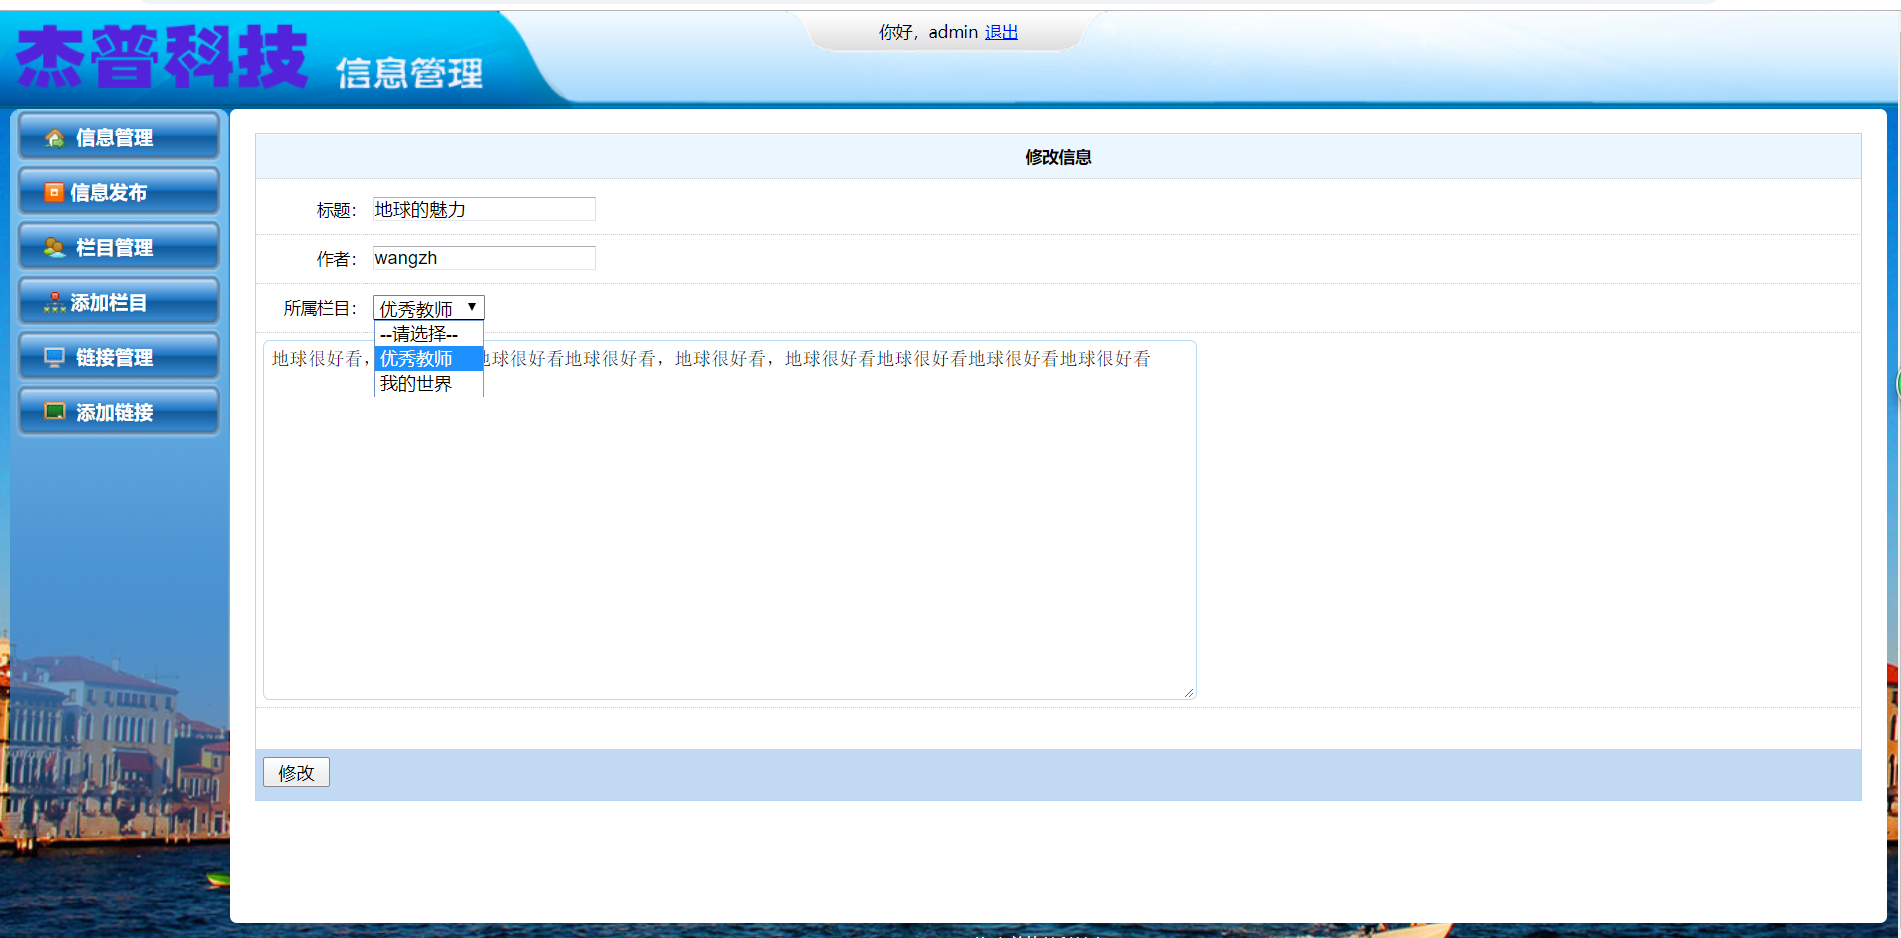 杰普科技 信息管理
你好，admin 退出
信息管理
信息发布
栏目管理
添加栏目
链接管理
添加链接
修改信息
标题： 地球的魅力
作者： wangzh
所属栏目： 优秀教师
--请选择--
优秀教师
我的世界
地球很好看， 地球很好看地球很好看，地球很好看，地球很好看地球很好看地球很好看地球很好看
修改